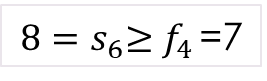 8 = s₆ ≥ f₄ = 7